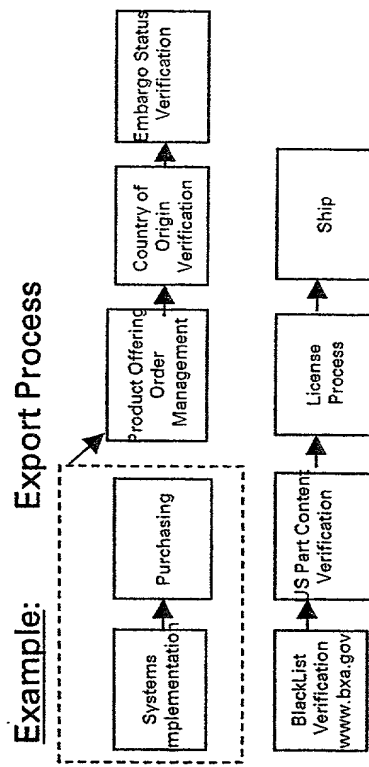 Example:
Export Process
Systems
Implementation
Purchasing
Product Offering
Order
Management
Country of
Origin
Verification
Embargo Status
Verification
BlackList
Verification
www.bxa.gov
US Part Content
Verification
License
Process
Ship